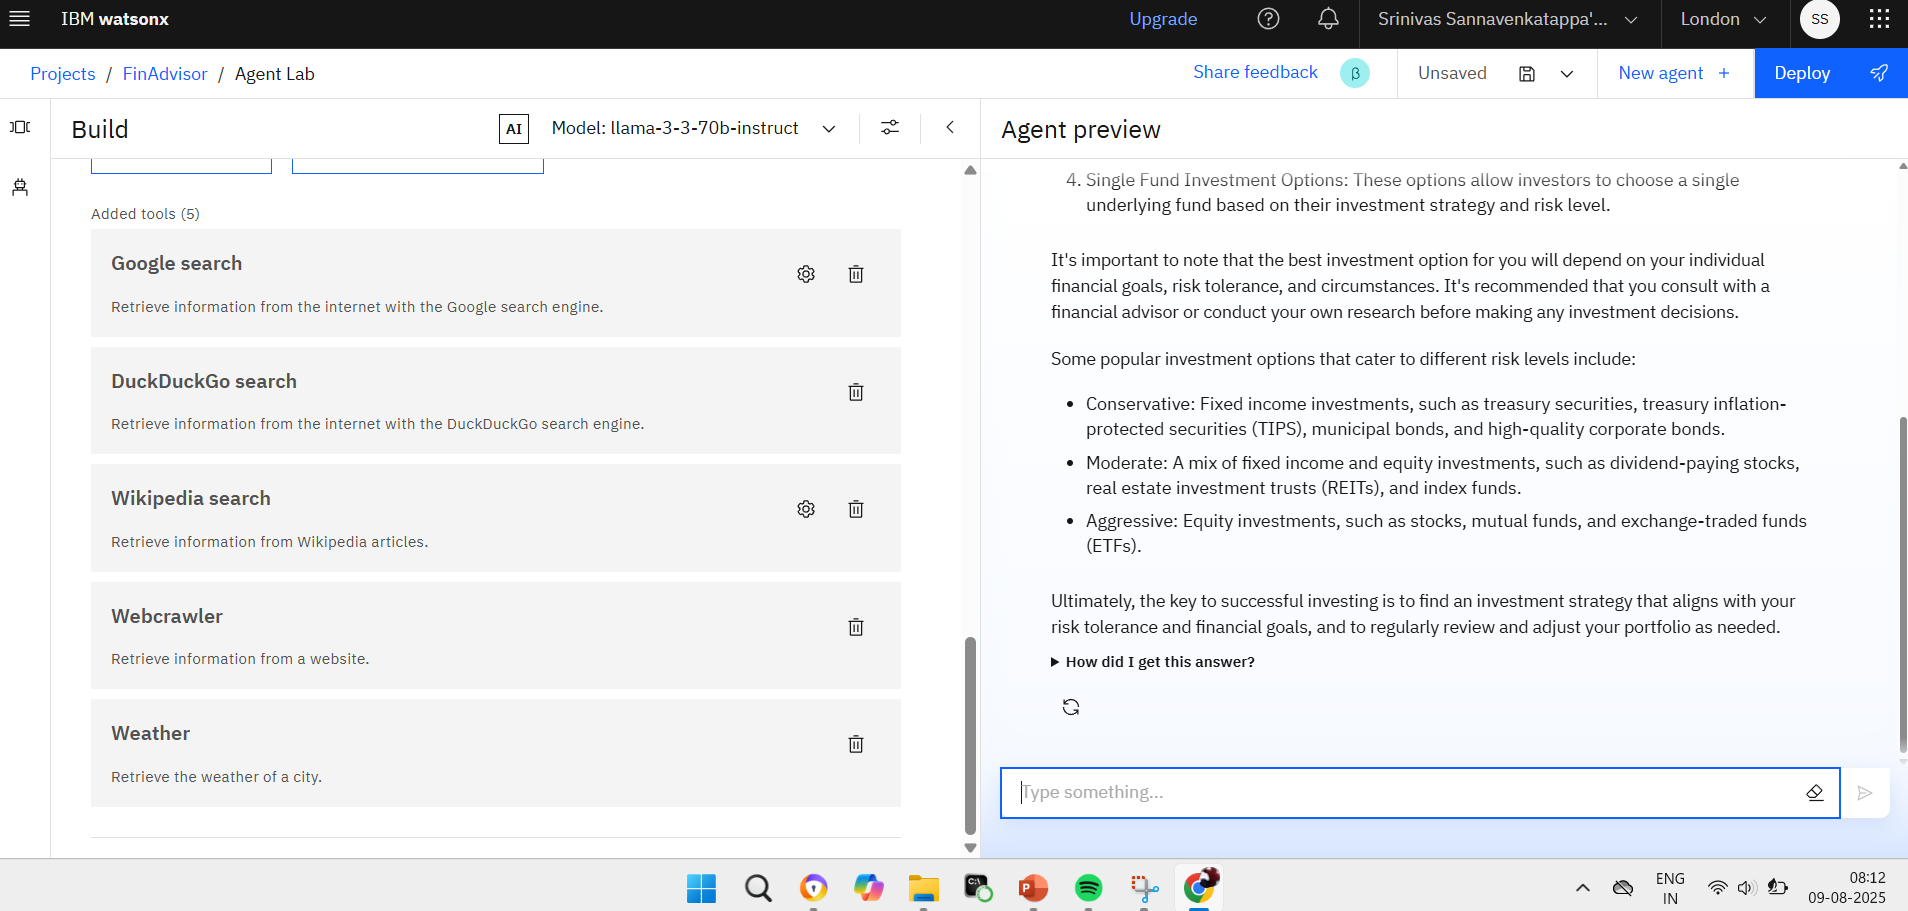 IBM watsonx
Upgrade
Srinivas Sannavenkatappa'...
London
SS
Projects / FinAdvisor / Agent Lab
Share feedback
β
Unsaved
New agent +
Deploy
Build
AI
Model: llama-3-3-70b-instruct
Added tools (5)
Google search
Retrieve information from the internet with the Google search engine.
DuckDuckGo search
Retrieve information from the internet with the DuckDuckGo search engine.
Wikipedia search
Retrieve information from Wikipedia articles.
Webcrawler
Retrieve information from a website.
Weather
Retrieve the weather of a city.
Agent preview
4. Single Fund Investment Options: These options allow investors to choose a single
underlying fund based on their investment strategy and risk level.
It's important to note that the best investment option for you will depend on your individual
financial goals, risk tolerance, and circumstances. It's recommended that you consult with a
financial advisor or conduct your own research before making any investment decisions.
Some popular investment options that cater to different risk levels include:
• Conservative: Fixed income investments, such as treasury securities, treasury inflation-
protected securities (TIPS), municipal bonds, and high-quality corporate bonds.
• Moderate: A mix of fixed income and equity investments, such as dividend-paying stocks,
real estate investment trusts (REITs), and index funds.
• Aggressive: Equity investments, such as stocks, mutual funds, and exchange-traded funds
(ETFs).
Ultimately, the key to successful investing is to find an investment strategy that aligns with your
risk tolerance and financial goals, and to regularly review and adjust your portfolio as needed.
How did I get this answer?
Type something...
ENG
IN
08:12
09-08-2025